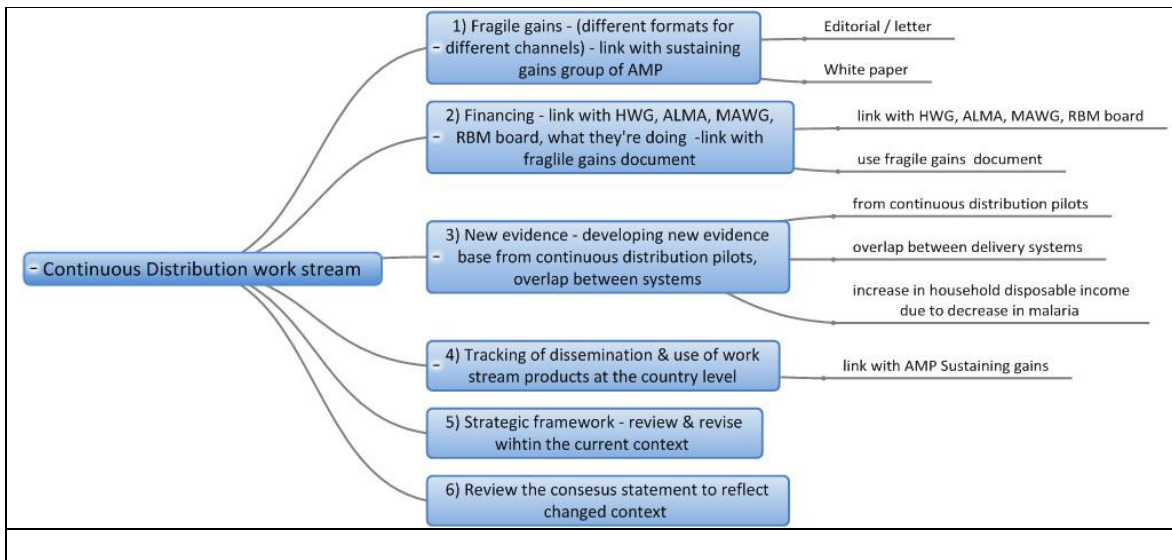 Continuous Distribution work stream
1) Fragile gains - (different formats for
different channels) - link with sustaining
gains group of AMP
Editorial / letter
White paper
2) Financing - link with HWG, ALMA, MAWG,
RBM board, what they're doing -link with
fraglile gains document
link with HWG, ALMA, MAWG, RBM board
use fragile gains document
3) New evidence - developing new evidence
base from continuous distribution pilots,
overlap between systems
from continuous distribution pilots
overlap between delivery systems
increase in household disposable income
due to decrease in malaria
4) Tracking of dissemination & use of work
stream products at the country level
link with AMP Sustaining gains
5) Strategic framework - review & revise
wihtin the current context
6) Review the consesus statement to reflect
changed context